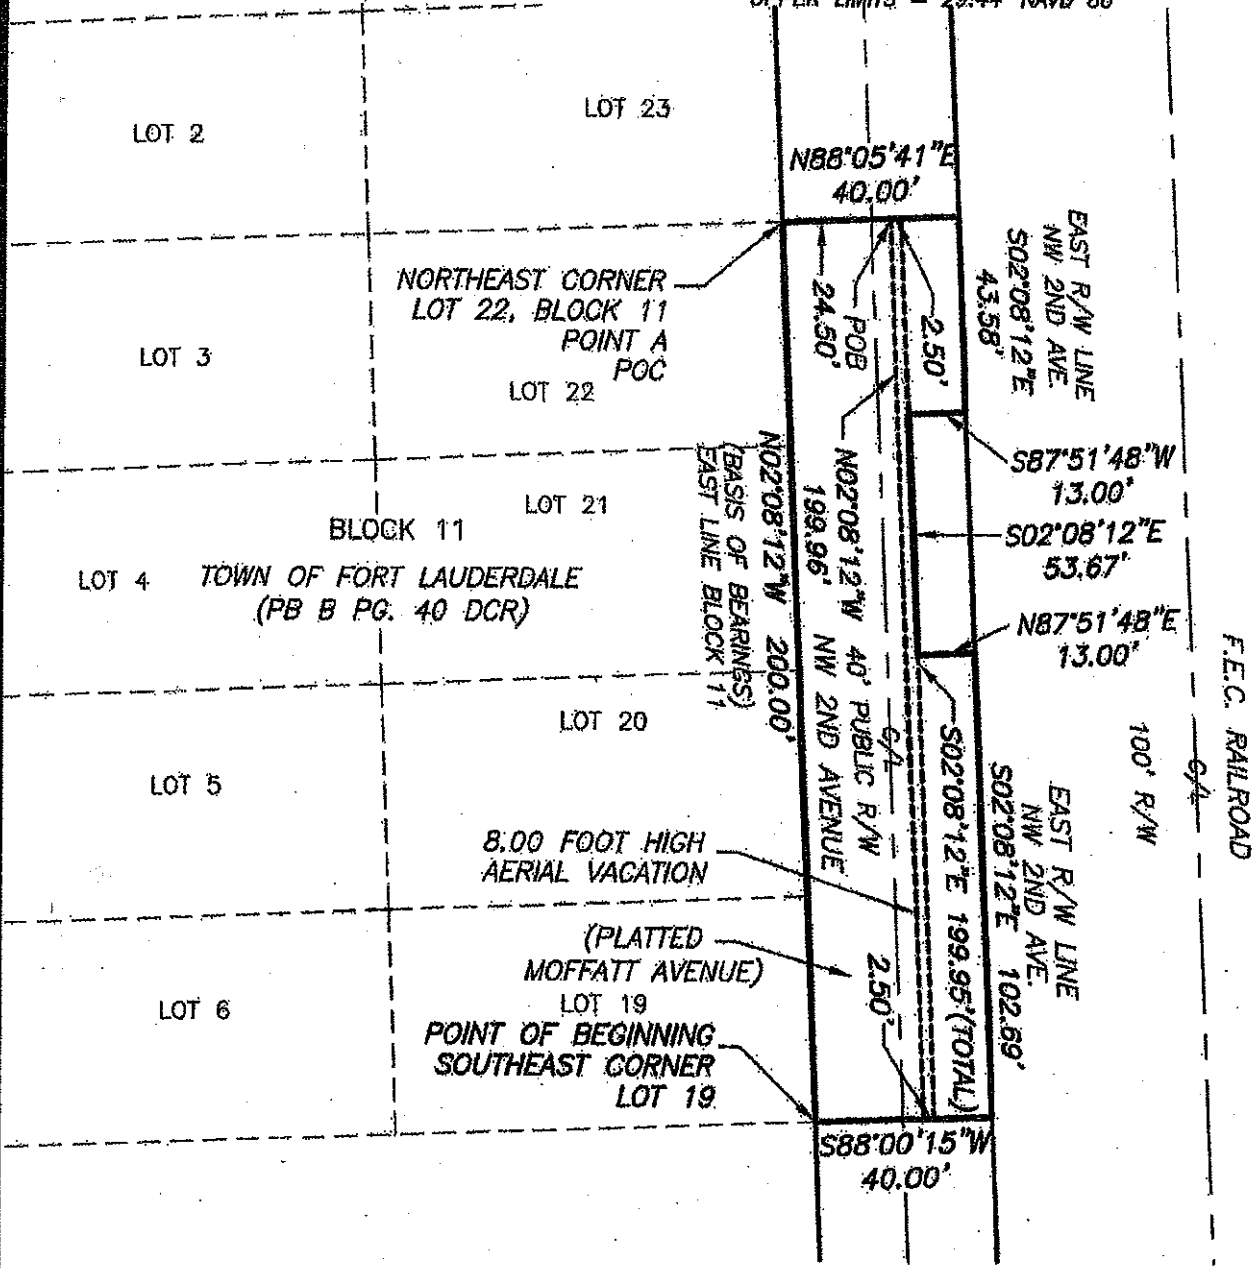 UPPER LIMITS = 29.44' NAVD 88
LOT 2
LOT 23
N88°05'41"E
40.00'
NORTHEAST CORNER
LOT 22, BLOCK 11
POINT A
POC
LOT 3
LOT 22
24.50'
POB
2.50'
EAST R/W LINE
NW 2ND AVE.
S02°08'12"E
43.58'
S87°51'48"W
13.00'
S02°08'12"E
53.67'
N87°51'48"E
13.00'
N02°08'12"W 200.00'
(BASIS OF BEARINGS)
EAST LINE BLOCK 11
N02°08'12"W
199.96'
40' PUBLIC R/W
NW 2ND AVENUE
C/L
LOT 21
BLOCK 11
LOT 4
TOWN OF FORT LAUDERDALE
(PB B PG. 40 DCR)
LOT 20
LOT 5
8.00 FOOT HIGH
AERIAL VACATION
S02°08'12"E 199.95'(TOTAL)
EAST R/W LINE
NW 2ND AVE.
S02°08'12"E 102.69'
F.E.C. RAILROAD
C/L
100' R/W
(PLATTED
MOFFATT AVENUE)
2.50'
LOT 6
LOT 19
POINT OF BEGINNING
SOUTHEAST CORNER
LOT 19
S88°00'15"W
40.00'